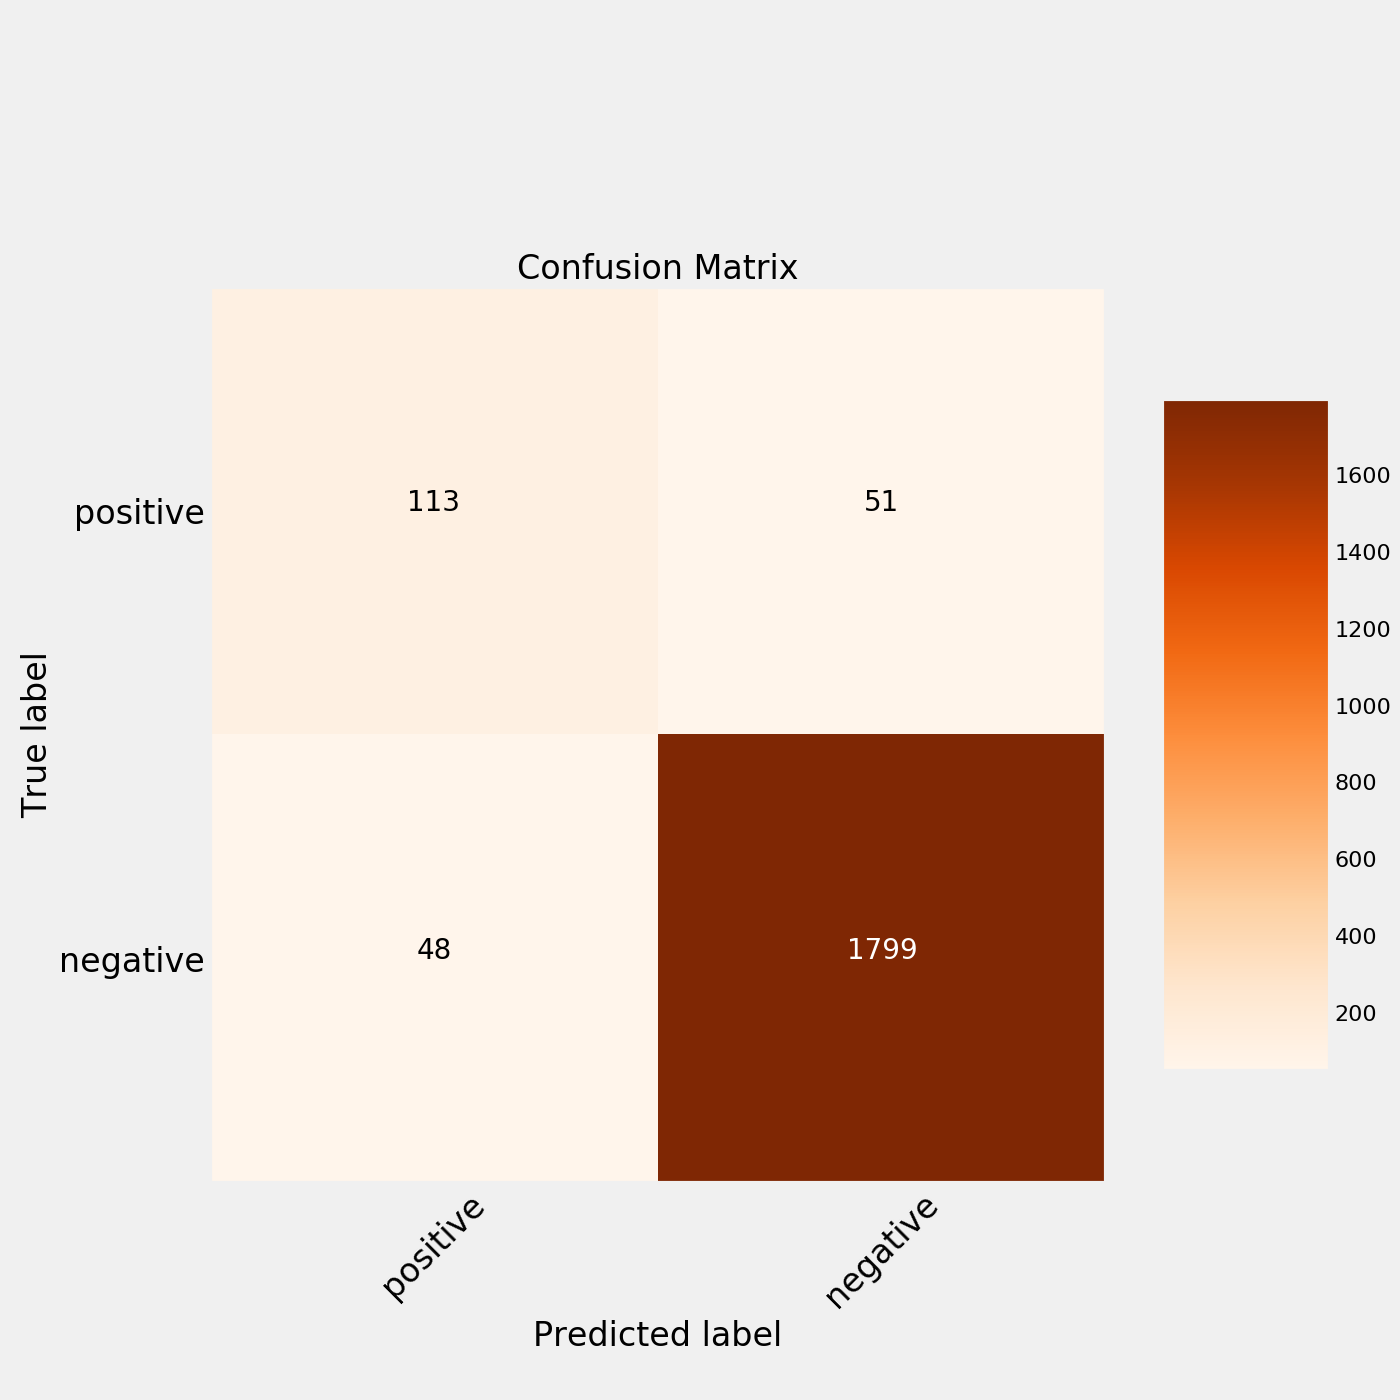 Confusion Matrix
113
51
positive
48
1799
negative
True label
positive
negative
Predicted label
1600
1400
1200
1000
800
600
400
200